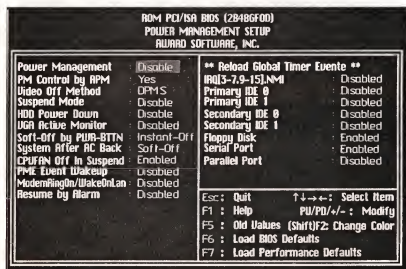 ROM PCI/ISA BIOS (2B4BGF0D)
POWER MANAGEMENT SETUP
AWARD SOFTWARE, INC.
Power Management : Disable
PM Control by APM : Yes
Video Off Method : DPMS
Suspend Mode : Disable
HDD Power Down : Disable
VGA Active Monitor : Disabled
Soft-Off by PWR-BTTN : Instant-Off
System After AC Back : Soft-Off
CPUFAN Off In Suspend : Enabled
PME Event Wakeup : Disabled
ModemRingOn/WakeOnLan : Disabled
Resume by Alarm : Disabled
** Reload Global Timer Evente **
IRQ[3-7.9-15].NMI : Disabled
Primary IDE 0 : Disabled
Primary IDE 1 : Disabled
Secondary IDE 0 : Disabled
Secondary IDE 1 : Disabled
Floppy Disk : Enabled
Serial Port : Enabled
Parallel Port : Disabled
Esc : Quit ↑↓→← : Select Item
F1 : Help PU/PD/+/- : Modify
F5 : Old Values (Shift)F2: Change Color
F6 : Load BIOS Defaults
F7 : Load Performance Defaults